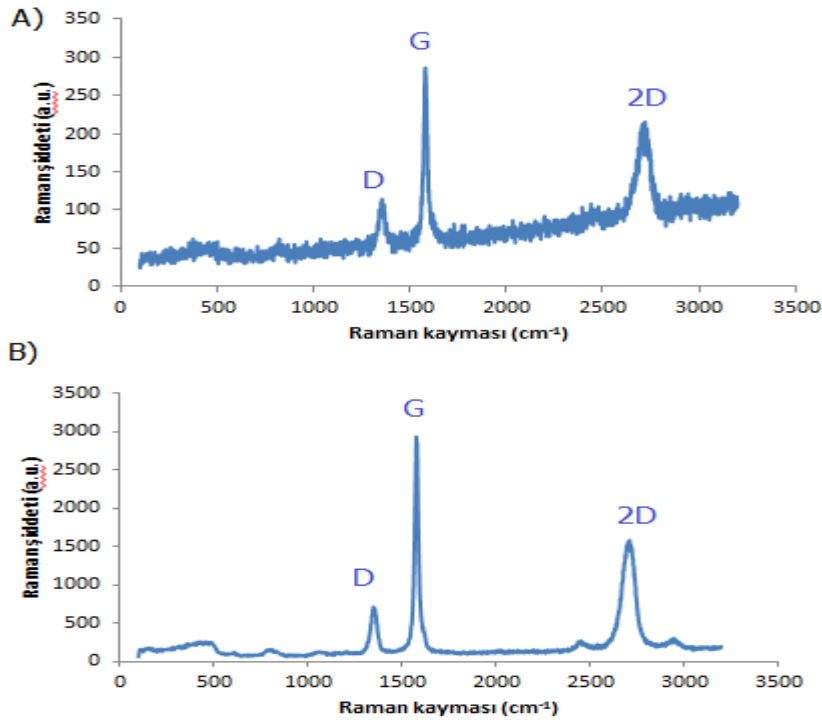 A)
Raman şiddeti (a.u.)
350
300
250
200
150
100
50
0
G
2D
D
0 500 1000 1500 2000 2500 3000 3500
Raman kayması (cm⁻¹)
B)
Raman şiddeti (a.u.)
3500
3000
2500
2000
1500
1000
500
0
G
2D
D
0 500 1000 1500 2000 2500 3000 3500
Raman kayması (cm⁻¹)